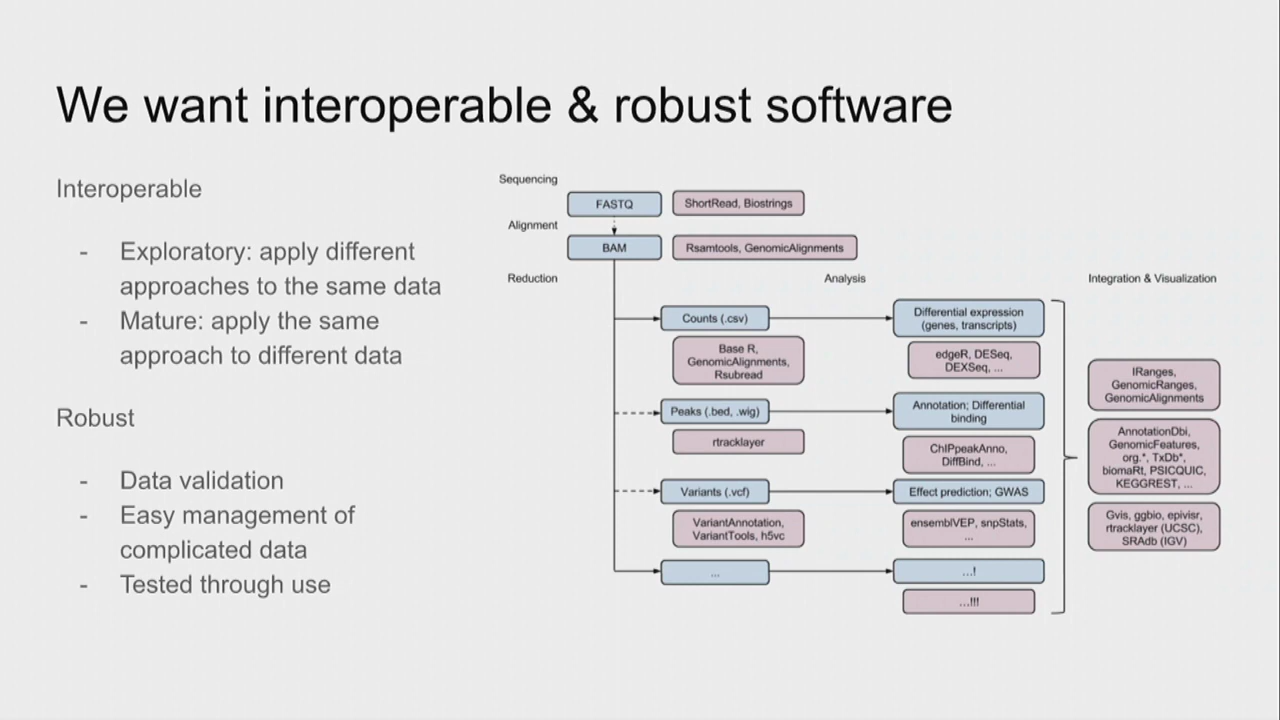 We want interoperable & robust software
Interoperable
- Exploratory: apply different
approaches to the same data
- Mature: apply the same
approach to different data
Robust
- Data validation
- Easy management of
complicated data
- Tested through use
Sequencing
FASTQ
ShortRead, Biostrings
Alignment
BAM
Rsamtools, GenomicAlignments
Reduction
Analysis
Integration & Visualization
Counts (.csv)
Base R,
GenomicAlignments,
Rsubread
Differential expression
(genes, transcripts)
edgeR, DESeq,
DEXSeq, ...
Peaks (.bed, .wig)
rtracklayer
Annotation; Differential
binding
ChIPpeakAnno,
DiffBind, ...
Variants (.vcf)
VariantAnnotation,
VariantTools, h5vc
Effect prediction; GWAS
ensemblVEP, snpStats,
...
...
...!
...!!!
IRanges,
GenomicRanges,
GenomicAlignments
AnnotationDbi,
GenomicFeatures,
org.*, TxDb*,
biomaRt, PSICQUIC,
KEGGREST, ...
Gvis, ggbio, epivisr,
rtracklayer (UCSC),
SRAdb (IGV)